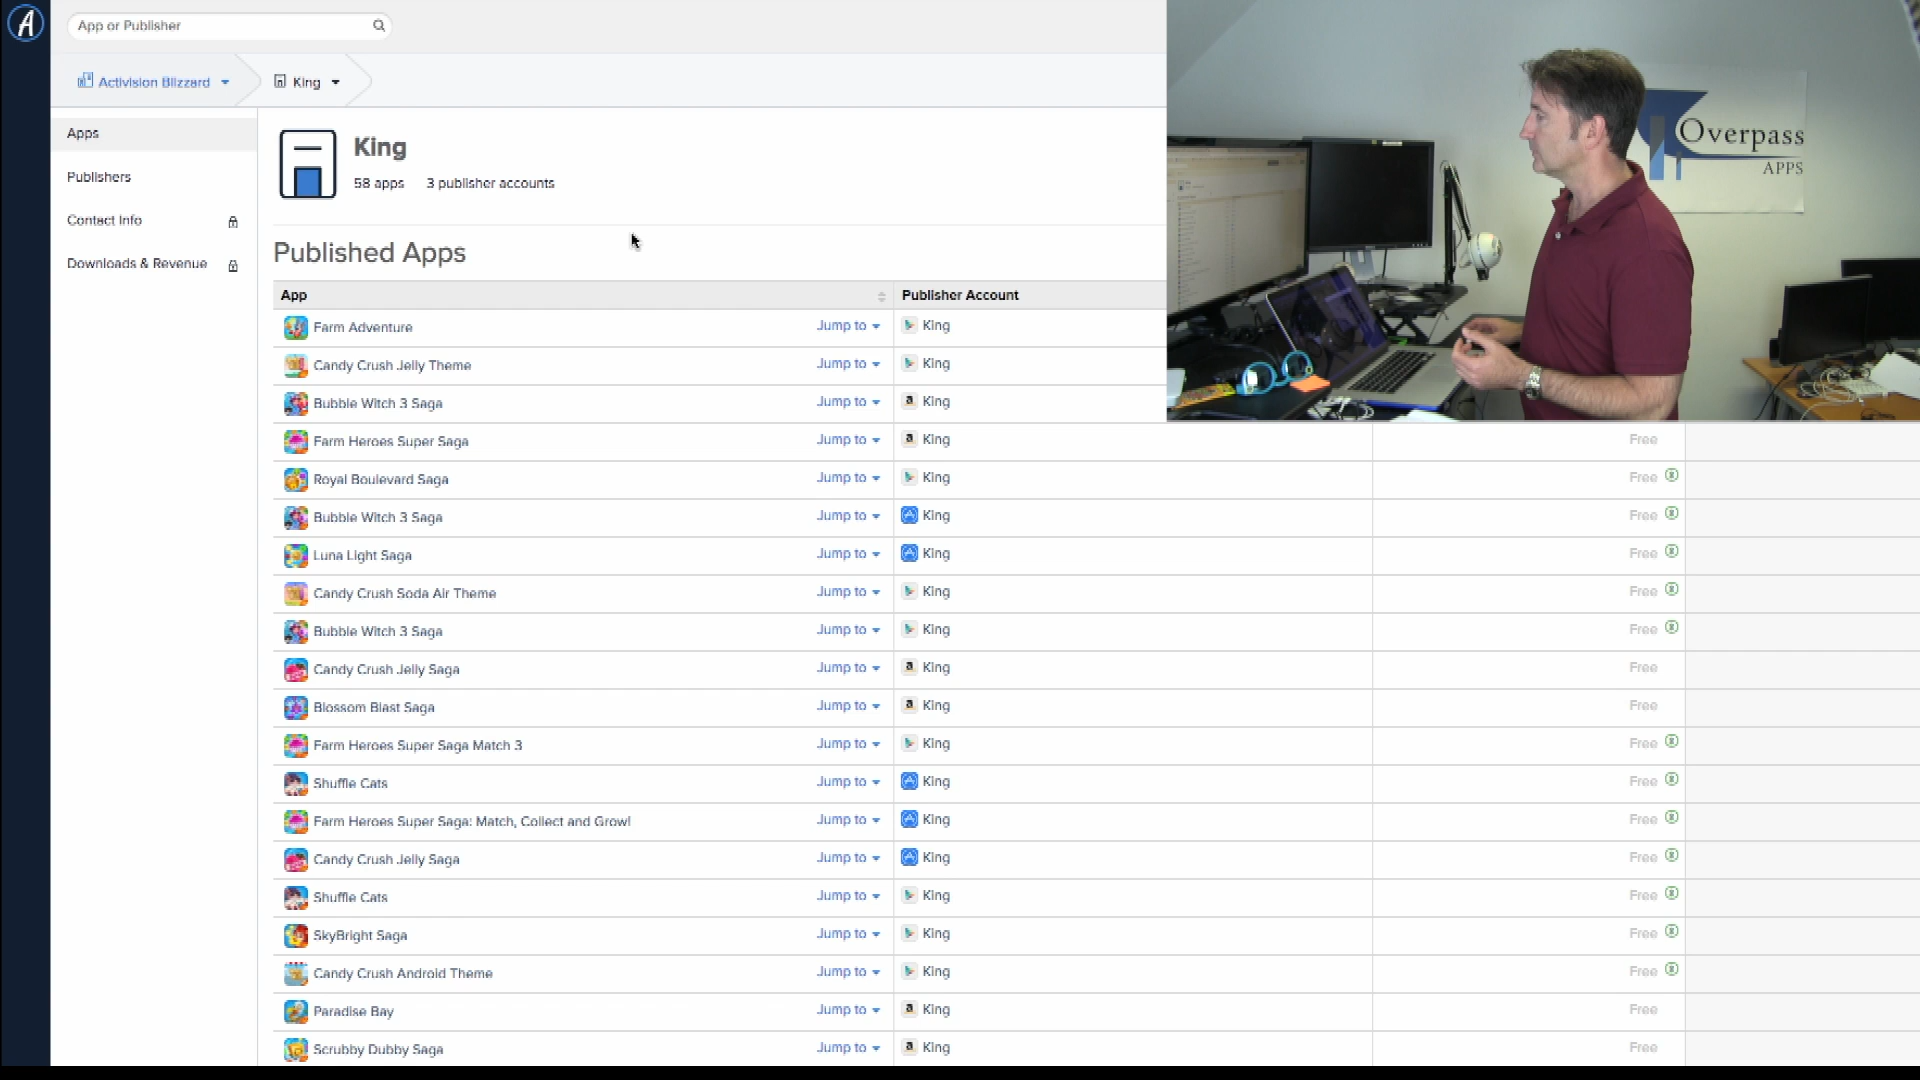 App or Publisher
Activision Blizzard
King
Apps
Publishers
Contact Info
Downloads & Revenue
King
58 apps 3 publisher accounts
Published Apps
App Publisher Account
Farm Adventure Jump to King
Candy Crush Jelly Theme Jump to King
Bubble Witch 3 Saga Jump to King
Farm Heroes Super Saga Jump to King Free
Royal Boulevard Saga Jump to King Free
Bubble Witch 3 Saga Jump to King Free
Luna Light Saga Jump to King Free
Candy Crush Soda Air Theme Jump to King Free
Bubble Witch 3 Saga Jump to King Free
Candy Crush Jelly Saga Jump to King Free
Blossom Blast Saga Jump to King Free
Farm Heroes Super Saga Match 3 Jump to King Free
Shuffle Cats Jump to King Free
Farm Heroes Super Saga: Match, Collect and Grow! Jump to King Free
Candy Crush Jelly Saga Jump to King Free
Shuffle Cats Jump to King Free
SkyBright Saga Jump to King Free
Candy Crush Android Theme Jump to King Free
Paradise Bay Jump to King Free
Scrubby Dubby Saga Jump to King Free
Overpass
APPS